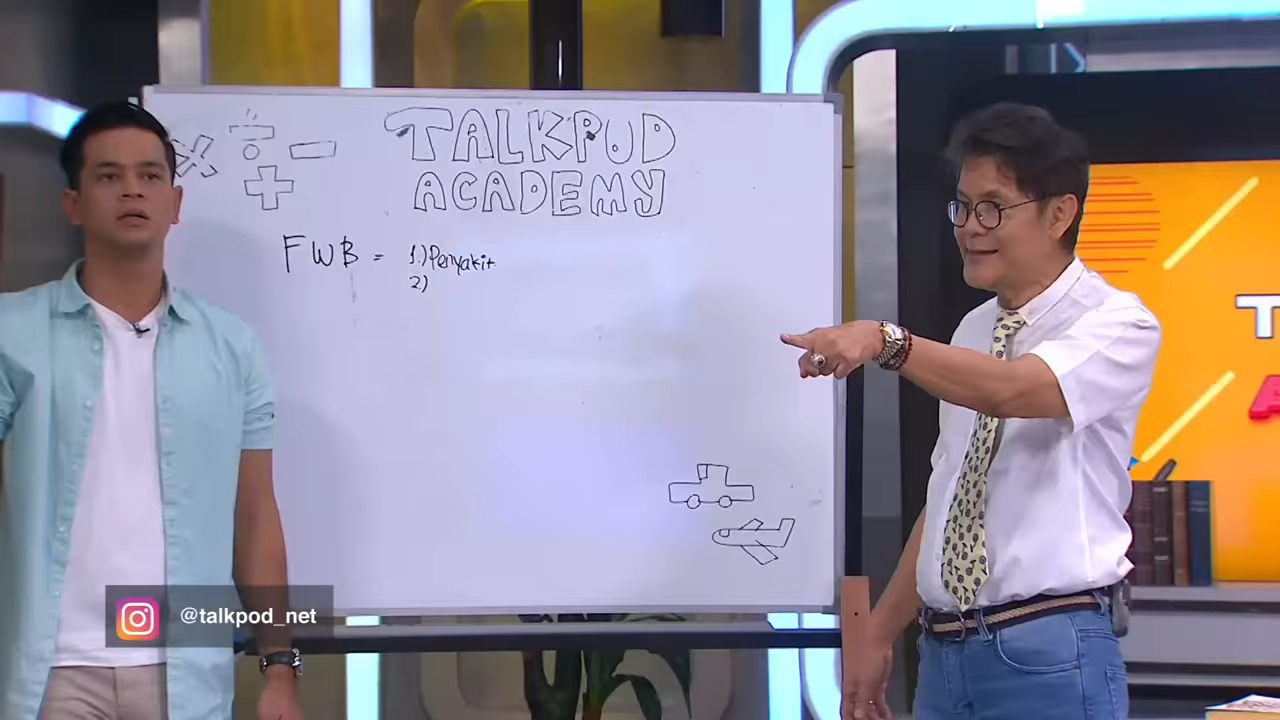 TALKPOD
ACADEMY
FWB = 1.) Penyakit
2)
@talkpod_net